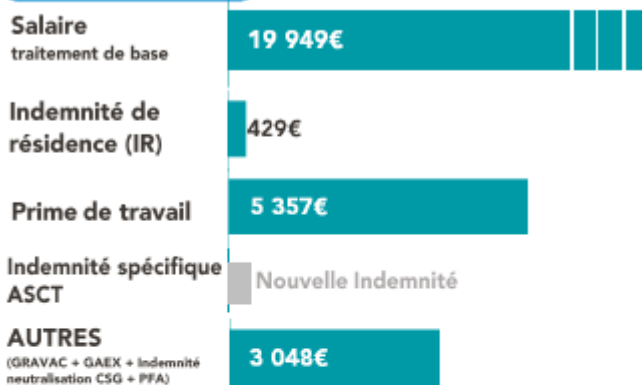 Salaire
traitement de base
19 949€
Indemnité de
résidence (IR)
429€
Prime de travail
5 357€
Indemnité spécifique
ASCT
Nouvelle Indemnité
AUTRES
(GRAVAC + GAEX + Indemnité
neutralisation CSG + PFA)
3 048€